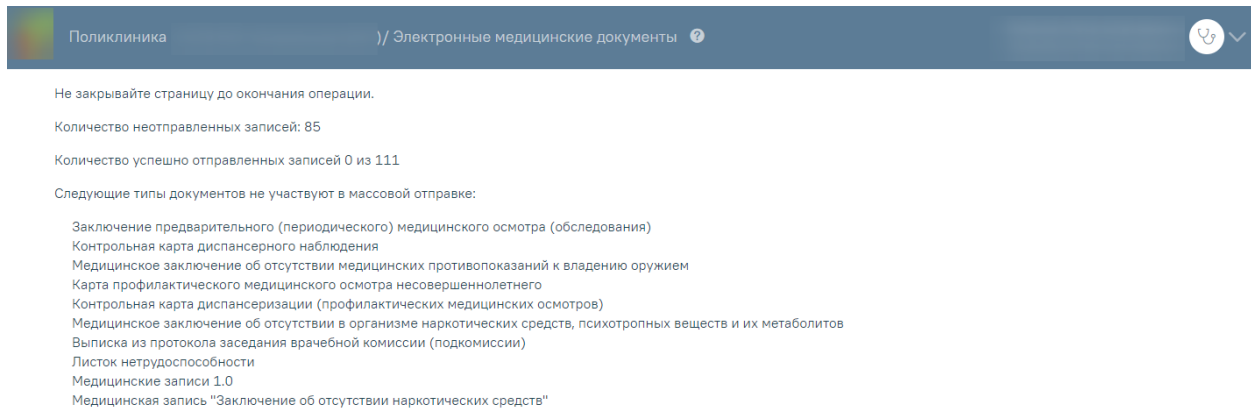 Поликлиника )/ Электронные медицинские документы ?
Не закрывайте страницу до окончания операции.
Количество неотправленных записей: 85
Количество успешно отправленных записей 0 из 111
Следующие типы документов не участвуют в массовой отправке:
Заключение предварительного (периодического) медицинского осмотра (обследования)
Контрольная карта диспансерного наблюдения
Медицинское заключение об отсутствии медицинских противопоказаний к владению оружием
Карта профилактического медицинского осмотра несовершеннолетнего
Контрольная карта диспансеризации (профилактических медицинских осмотров)
Медицинское заключение об отсутствии в организме наркотических средств, психотропных веществ и их метаболитов
Выписка из протокола заседания врачебной комиссии (подкомиссии)
Листок нетрудоспособности
Медицинские записи 1.0
Медицинская запись "Заключение об отсутствии наркотических средств"